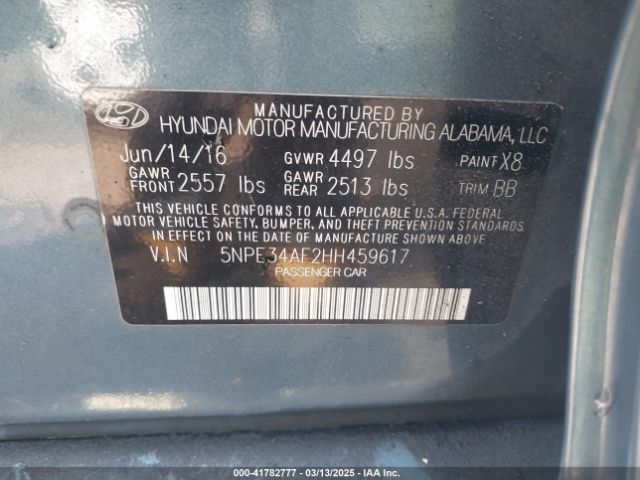 MANUFACTURED BY
HYUNDAI MOTOR MANUFACTURING ALABAMA, LLC
Jun/14/16 GVWR 4497 lbs PAINT X8
GAWR FRONT 2557 lbs GAWR REAR 2513 lbs TRIM BB
THIS VEHICLE CONFORMS TO ALL APPLICABLE U.S.A. FEDERAL
MOTOR VEHICLE SAFETY, BUMPER, AND THEFT PREVENTION STANDARDS
IN EFFECT ON THE DATE OF MANUFACTURE SHOWN ABOVE.
V.I.N 5NPE34AF2HH459617
PASSENGER CAR
000-41782777 — 03/13/2025 — IAA Inc.